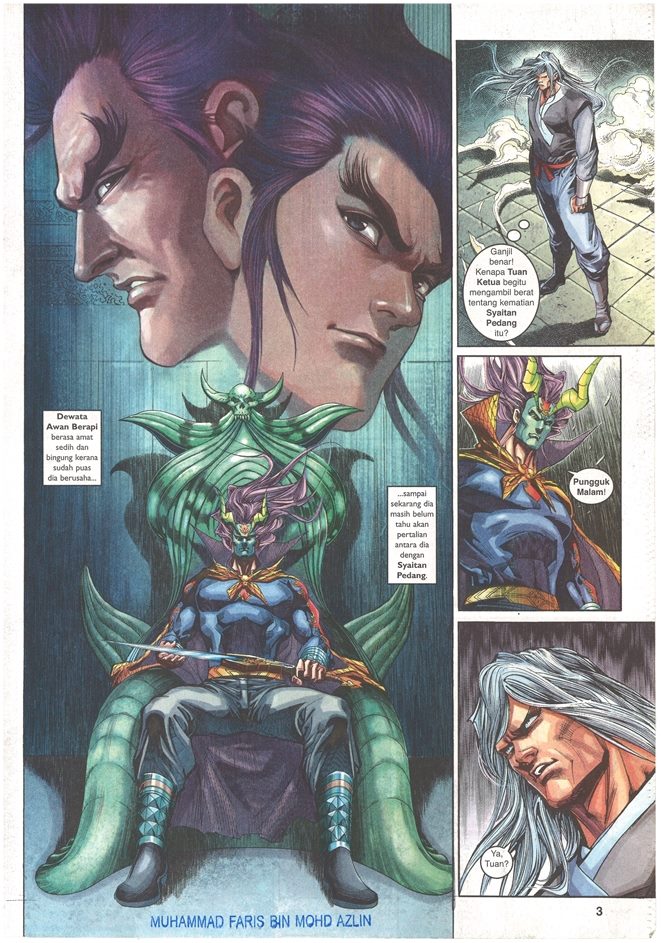 Dewata
Awan Berapi
berasa amat
sedih dan
bingung kerana
sudah puas
dia berusaha...
...sampai
sekarang dia
masih belum
tahu akan
pertalian
antara dia
dengan
Syaitan
Pedang.
Ganjil
benar!
Kenapa Tuan
Ketua begitu
mengambil berat
tentang kematian
Syaitan
Pedang
itu?
Pungguk
Malam!
Ya,
Tuan?
MUHAMMAD FARIS BIN MOHD AZLIN
3